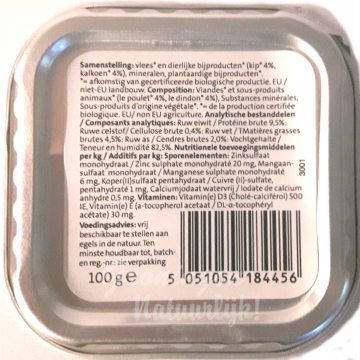 Samenstelling: vlees* en dierlijke bijproducten* (kip* 4%,
kalkoen* 4%), mineralen, plantaardige bijproducten*.
*= afkomstig van gecertificeerde biologische productie. EU /
niet-EU landbouw. Composition: Viandes* et sous-produits
animaux* (le poulet* 4%, le dindon* 4%), Substances minérales,
Sous-produits d'origine végétale*. *= de production certifiée
biologique. EU/ non EU agriculture. Analytische bestanddelen
/ Composants analytiques: Ruw eiwit / Proteine brute 9,5%:
Ruwe celstof/ Cellulose brute 0,4%: Ruw vet / TMatières grasses
brutes 4,5%: Ruw as / Cendres brutes 2,0% Vochtgehalte /
Teneur en humidité 82,5%. Nutritionele toevoegingsmiddelen
per kg / Additifs par kg: Sporenelementen: Zinksulfaat
monohydraat / Zinc sulphate monohydraté 20 mg, Mangaan-
sulfaat monohydraat / Manganese sulphate monohydraté
6 mg, Koper(II)sulfaat pentahydraat / Cuivre (II)-sulfate,
pentahydraté 1 mg, Calciumjodaat watervrij / Iodate de calcium
anhydre 0,5 mg. Vitaminen: Vitamin(e) D3 (Cholé-calciférol) 500
IE, Vitamin(e) E (a-tocopherol acetaat / DL-α-tocophéryl
acétate) 30 mg.
Voedingsadvies: vrij
beschikbaar te stellen aan
egels in de natuur. Ten
minste houdbaar tot, batch-
en reg.-nr.: zie verpakking
3001
100 g e
5 051054 184456
Natuurlijk!